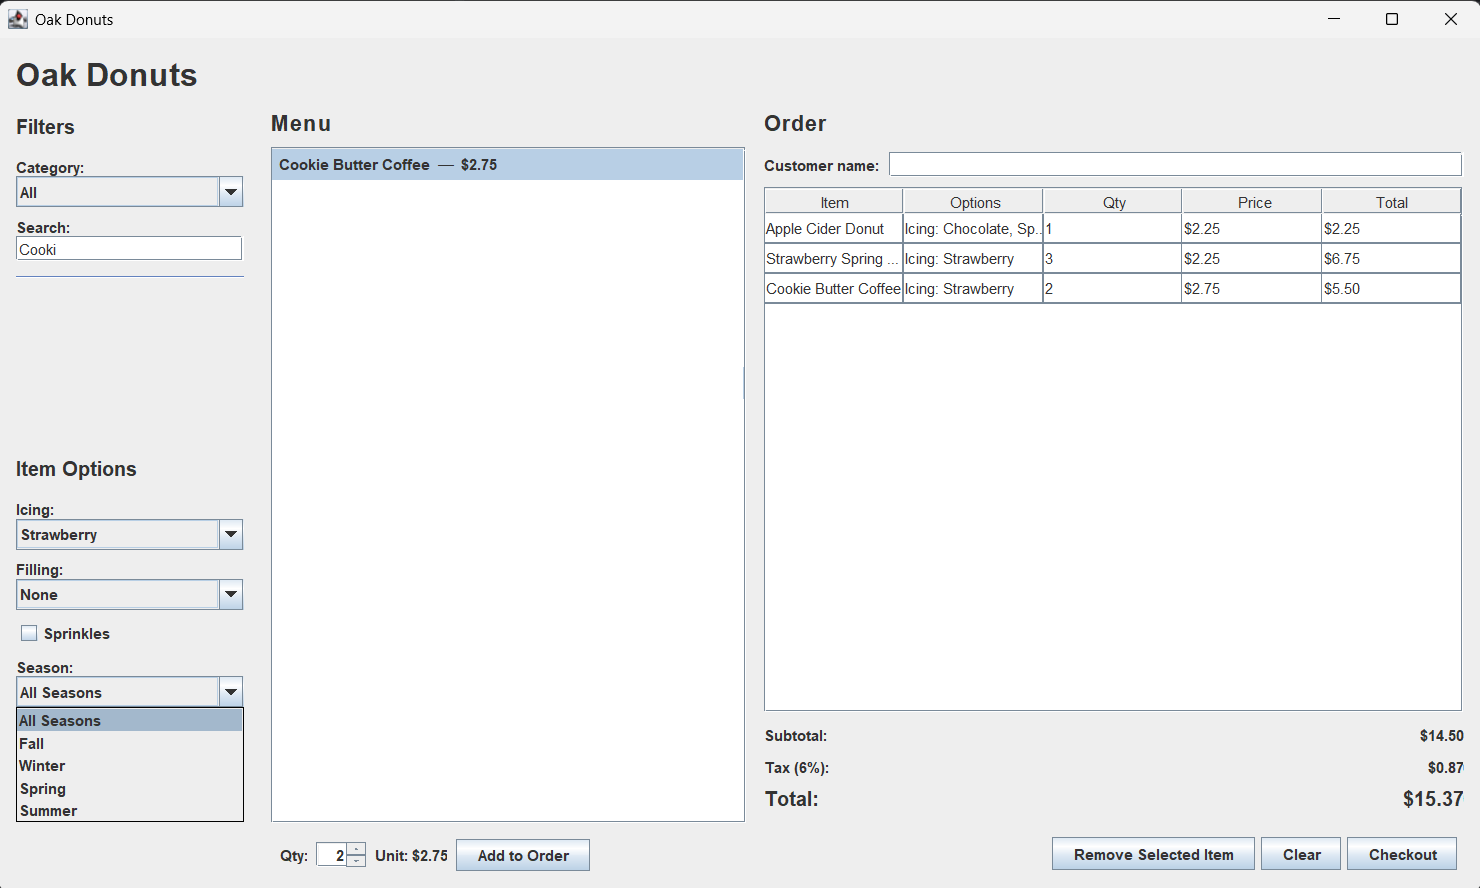 Oak Donuts
Oak Donuts
Filters
Category:
All
Search:
Cooki
Item Options
Icing:
Strawberry
Filling:
None
Sprinkles
Season:
All Seasons
All Seasons
Fall
Winter
Spring
Summer
Menu
Cookie Butter Coffee — $2.75
Qty: 2 Unit: $2.75 Add to Order
Order
Customer name:
Item Options Qty Price Total
Apple Cider Donut Icing: Chocolate, Sp... 1 $2.25 $2.25
Strawberry Spring ... Icing: Strawberry 3 $2.25 $6.75
Cookie Butter Coffee Icing: Strawberry 2 $2.75 $5.50
Subtotal: $14.50
Tax (6%): $0.87
Total: $15.37
Remove Selected Item Clear Checkout